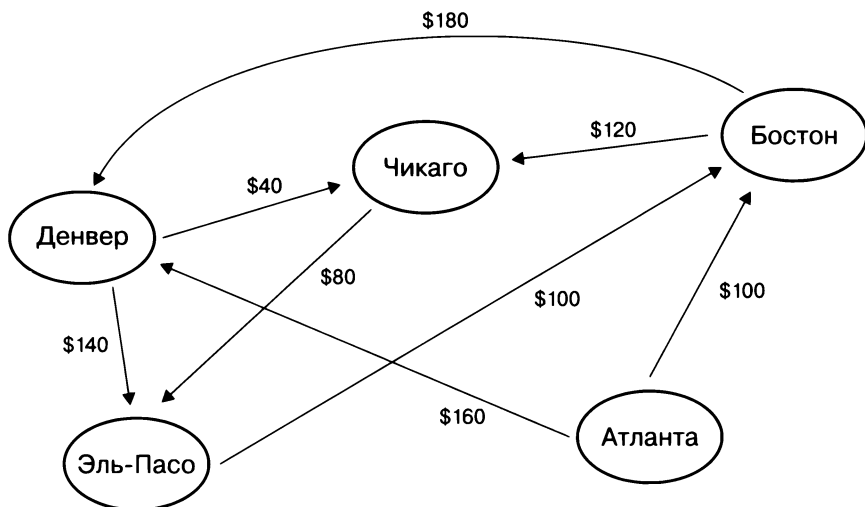 $180
Бостон
$120
Чикаго
$40
Денвер
$80
$100
$100
$140
$160
Атланта
Эль-Пасо